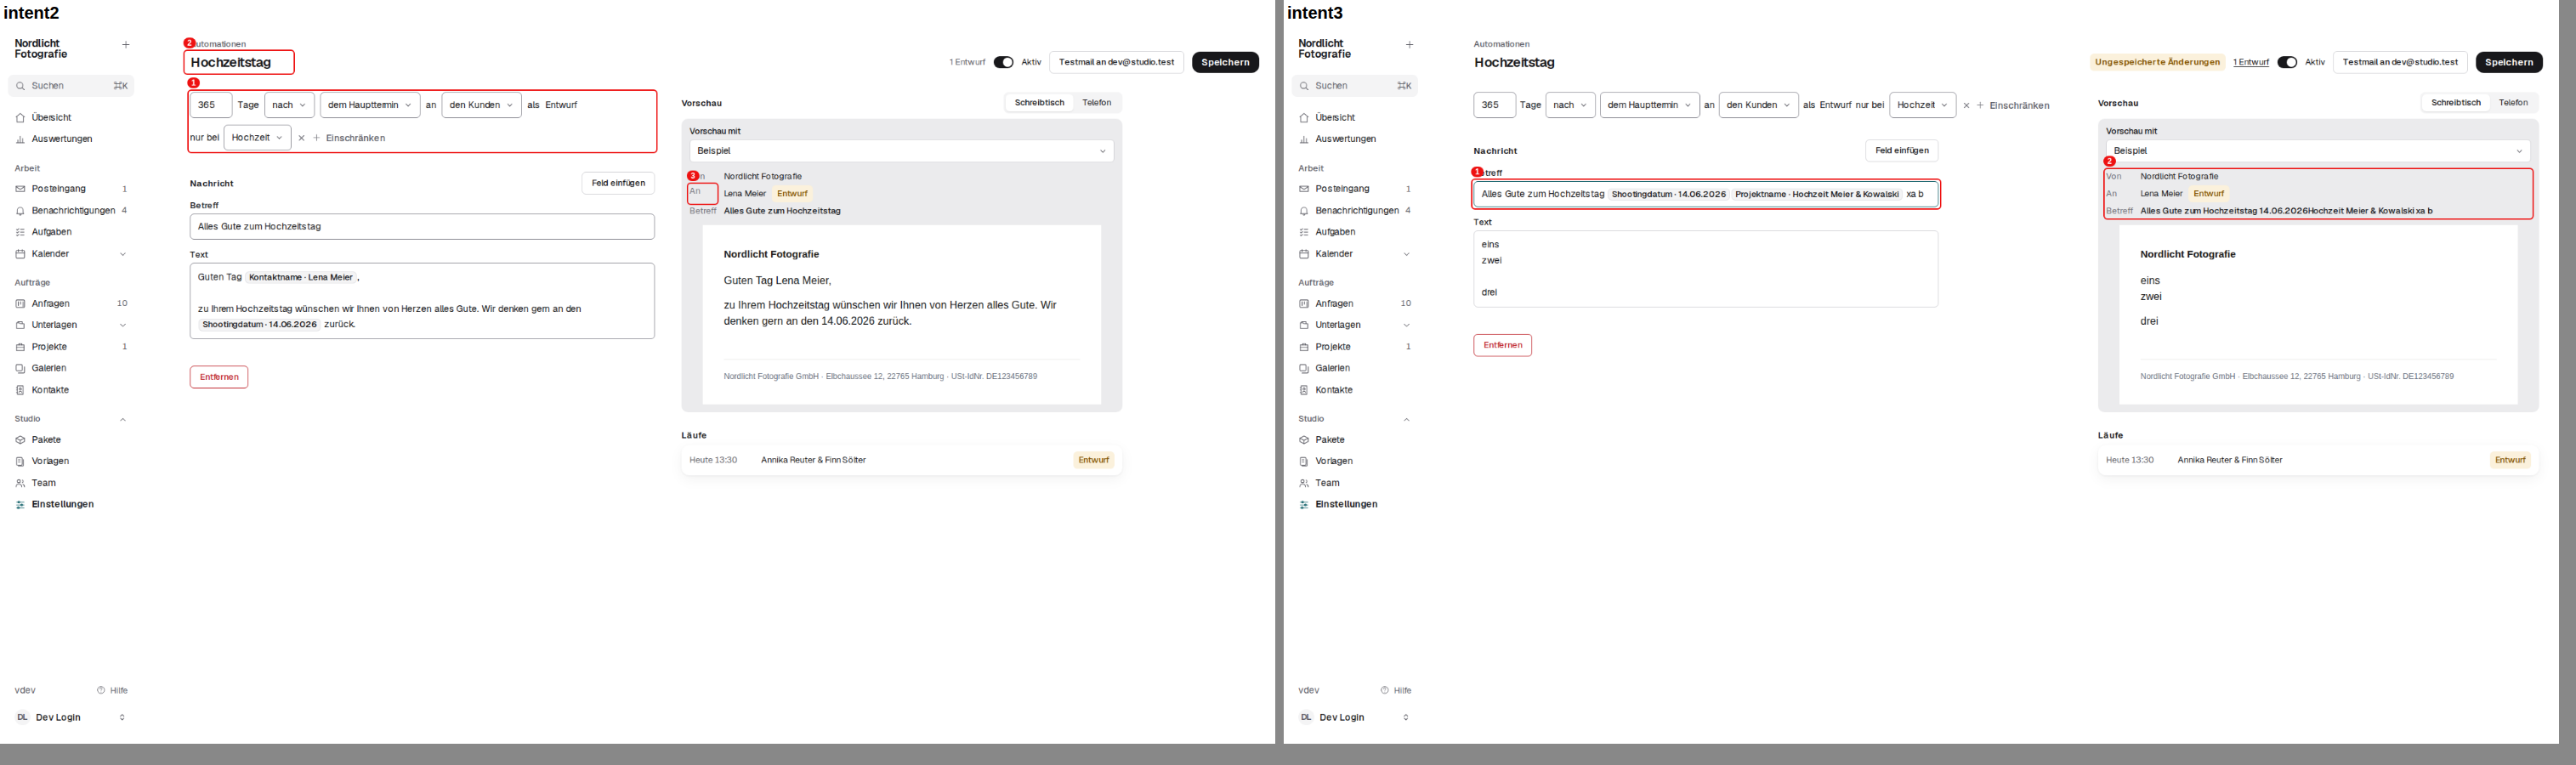 intent2
Nordlicht
Fotografie
Suchen ⌘K
Übersicht
Auswertungen
Arbeit
Posteingang 1
Benachrichtigungen 4
Aufgaben
Kalender
Aufträge
Anfragen 10
Unterlagen
Projekte 1
Galerien
Kontakte
Studio
Pakete
Vorlagen
Team
Einstellungen
vdev Hilfe
DL Dev Login
2 utomationen
Hochzeitstag
1 Entwurf Aktiv Testmail an dev@studio.test Speichern
1
365 Tage nach dem Haupttermin an den Kunden als Entwurf
nur bei Hochzeit × + Einschränken
Nachricht Feld einfügen
Betreff
Alles Gute zum Hochzeitstag
Text
Guten Tag Kontaktname · Lena Meier ,
zu Ihrem Hochzeitstag wünschen wir Ihnen von Herzen alles Gute. Wir denken gern an den
Shootingdatum · 14.06.2026 zurück.
Entfernen
Vorschau Schreibtisch Telefon
Vorschau mit
Beispiel
3 n Nordlicht Fotografie
An Lena Meier Entwurf
Betreff Alles Gute zum Hochzeitstag
Nordlicht Fotografie
Guten Tag Lena Meier,
zu Ihrem Hochzeitstag wünschen wir Ihnen von Herzen alles Gute. Wir
denken gern an den 14.06.2026 zurück.
Nordlicht Fotografie GmbH · Elbchaussee 12, 22765 Hamburg · USt-IdNr. DE123456789
Läufe
Heute 13:30 Annika Reuter & Finn Sölter Entwurf
intent3
Nordlicht
Fotografie
Suchen ⌘K
Übersicht
Auswertungen
Arbeit
Posteingang 1
Benachrichtigungen 4
Aufgaben
Kalender
Aufträge
Anfragen 10
Unterlagen
Projekte 1
Galerien
Kontakte
Studio
Pakete
Vorlagen
Team
Einstellungen
vdev Hilfe
DL Dev Login
Automationen
Hochzeitstag
Ungespeicherte Änderungen 1 Entwurf Aktiv Testmail an dev@studio.test Speichern
365 Tage nach dem Haupttermin an den Kunden als Entwurf nur bei Hochzeit × + Einschränken
Nachricht Feld einfügen
1 treff
Alles Gute zum Hochzeitstag Shootingdatum · 14.06.2026 Projektname · Hochzeit Meier & Kowalski xa b
Text
eins
zwei
drei
Entfernen
Vorschau Schreibtisch Telefon
Vorschau mit
Beispiel
2
Von Nordlicht Fotografie
An Lena Meier Entwurf
Betreff Alles Gute zum Hochzeitstag 14.06.2026Hochzeit Meier & Kowalski xa b
Nordlicht Fotografie
eins
zwei
drei
Nordlicht Fotografie GmbH · Elbchaussee 12, 22765 Hamburg · USt-IdNr. DE123456789
Läufe
Heute 13:30 Annika Reuter & Finn Sölter Entwurf